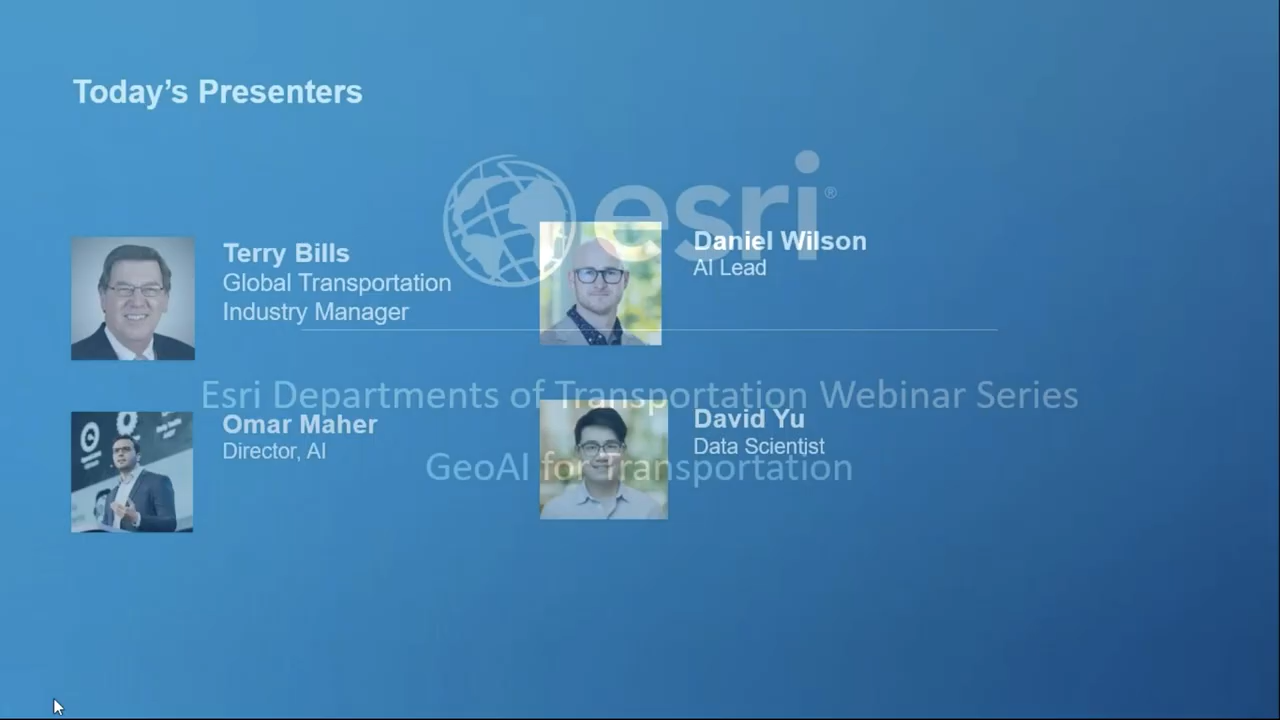 Today's Presenters
esri®
Terry Bills
Global Transportation
Industry Manager
Daniel Wilson
AI Lead
Esri Departments of Transportation Webinar Series
Omar Maher
Director, AI
David Yu
Data Scientist
GeoAI for Transportation